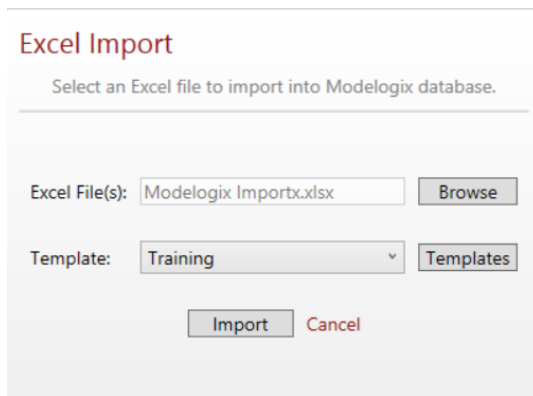 Excel Import
Select an Excel file to import into Modelogix database.
Excel File(s): Modelogix Importx.xlsx Browse
Template: Training Templates
Import Cancel